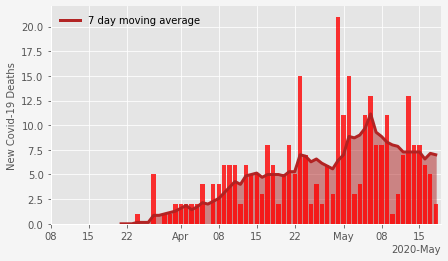 7 day moving average
New Covid-19 Deaths
22.5
20.0
17.5
15.0
12.5
10.0
7.5
5.0
2.5
0.0
08 15 22 Apr 08 15 22 May 08 15
2020-May